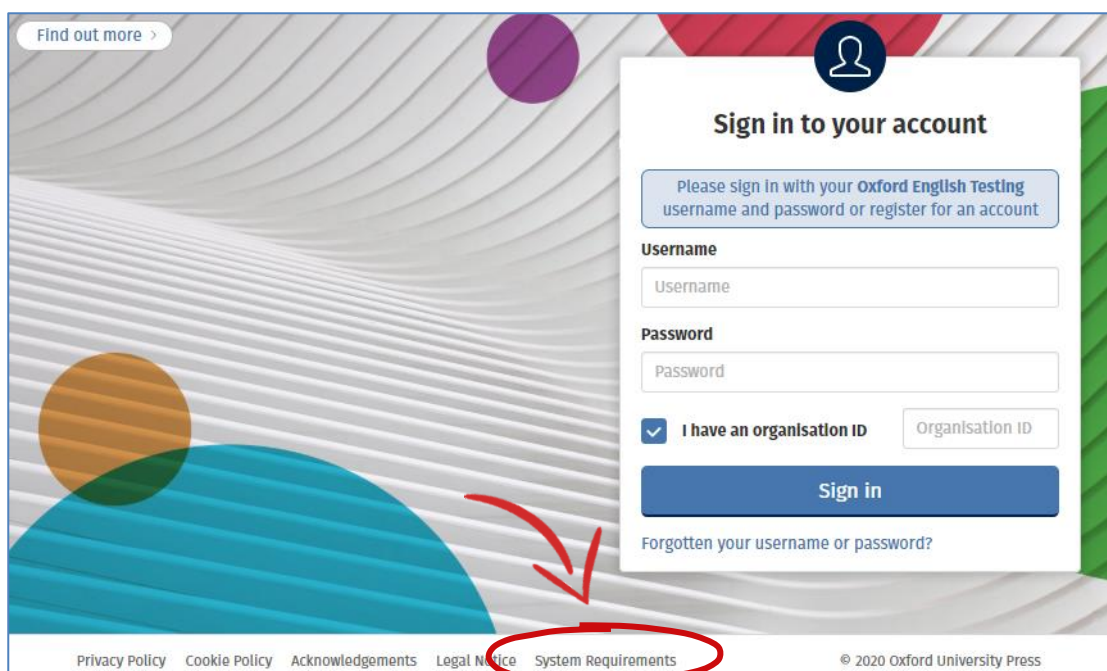 Find out more >
Sign in to your account
Please sign in with your Oxford English Testing
username and password or register for an account
Username
Username
Password
Password
I have an organisation ID
Organisation ID
Sign in
Forgotten your username or password?
Privacy Policy Cookie Policy Acknowledgements Legal Notice System Requirements © 2020 Oxford University Press